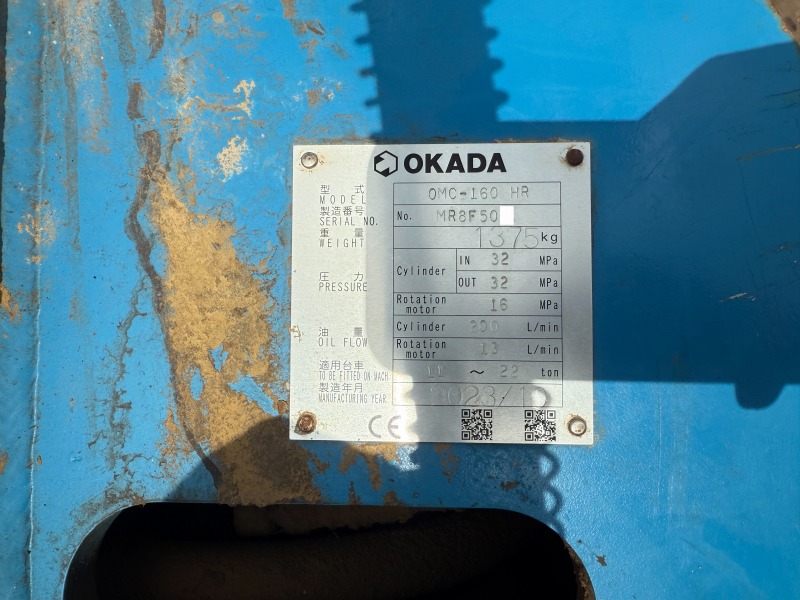 OKADA
型 式 MODEL OMC-160 HR
製造番号 SERIAL NO. No. MR8F50
重 量 WEIGHT 1375 kg
圧 力 PRESSURE Cylinder IN 32 MPa
OUT 32 MPa
Rotation motor 16 MPa
油 量 OIL FLOW Cylinder L/min
Rotation motor 13 L/min
適用台車 TO BE FITTED ON MACH. ～ 22 ton
製造年月 MANUFACTURING YEAR
CE